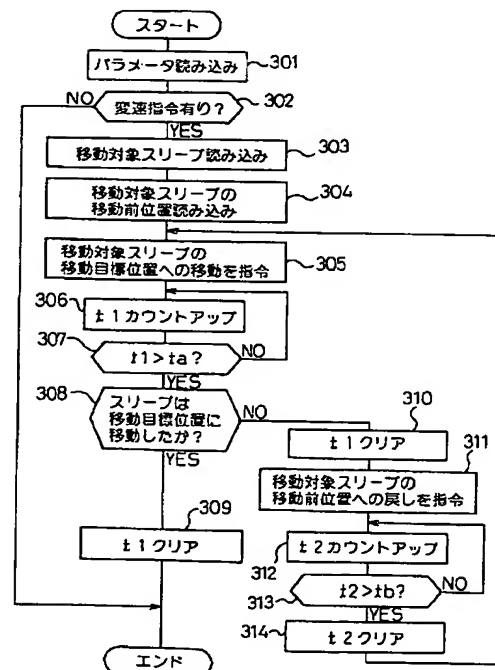 スタート
パラメータ読み込み
301
NO
変速指令有り?
302
YES
移動対象スリーブ読み込み
303
移動対象スリーブの
移動前位置読み込み
304
移動対象スリーブの
移動目標位置への移動を指令
305
306
t1カウントアップ
307
t1>ta?
NO
YES
308
スリーブは
移動目標位置に
移動したか?
NO
YES
310
t1クリア
311
移動対象スリーブの
移動前位置への戻しを指令
309
t1クリア
312
t2カウントアップ
313
t2>tb?
NO
YES
314
t2クリア
エンド